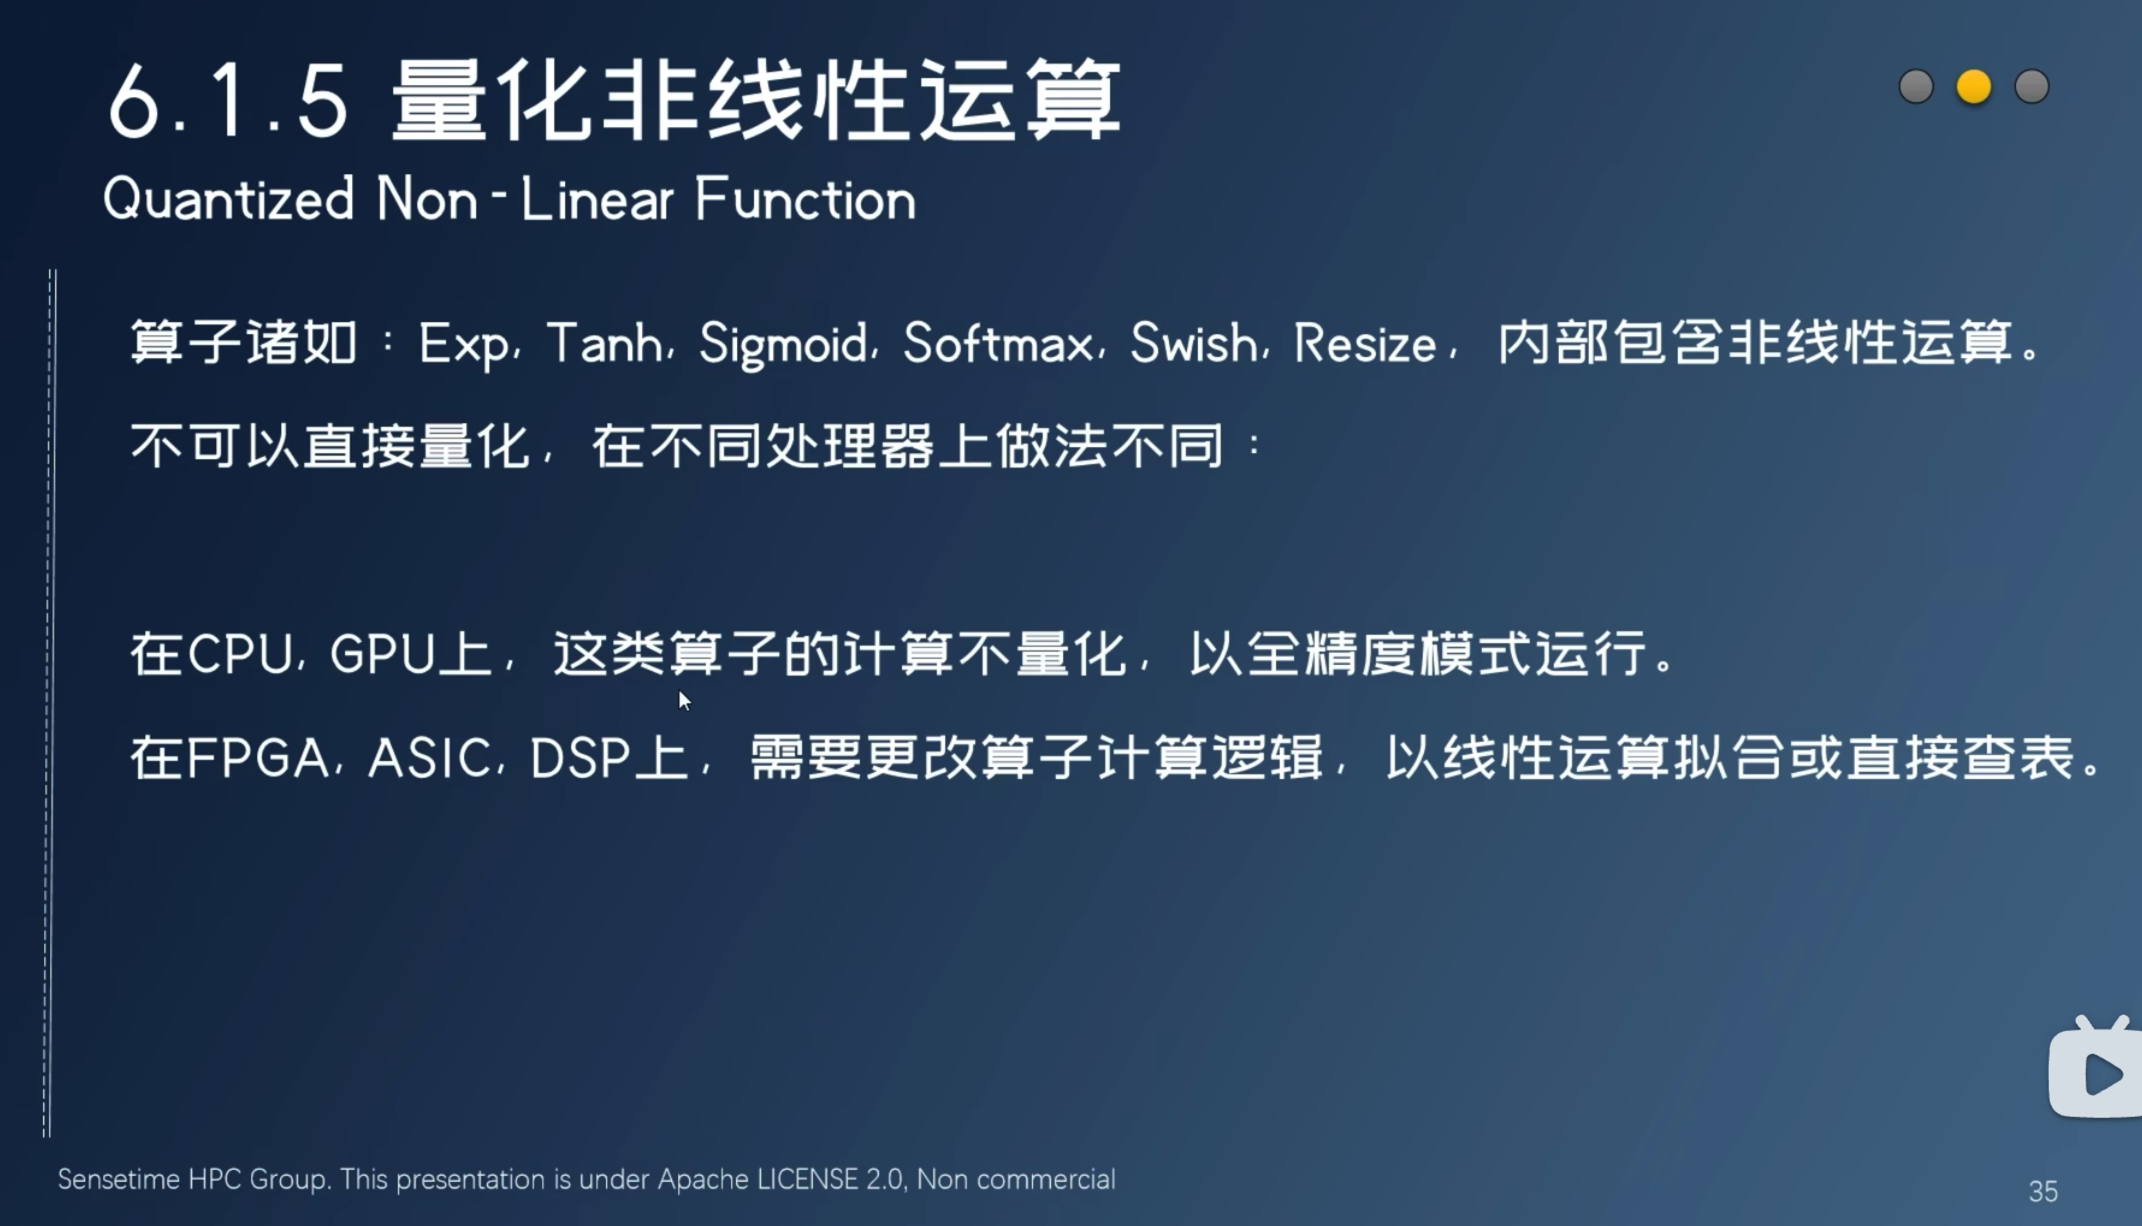 6.1.5 量化非线性运算
Quantized Non-Linear Function
算子诸如：Exp, Tanh, Sigmoid, Softmax, Swish, Resize，内部包含非线性运算。
不可以直接量化，在不同处理器上做法不同：
在CPU, GPU上，这类算子的计算不量化，以全精度模式运行。
在FPGA, ASIC, DSP上，需要更改算子计算逻辑，以线性运算拟合或直接查表。
Sensetime HPC Group. This presentation is under Apache LICENSE 2.0, Non commercial
35